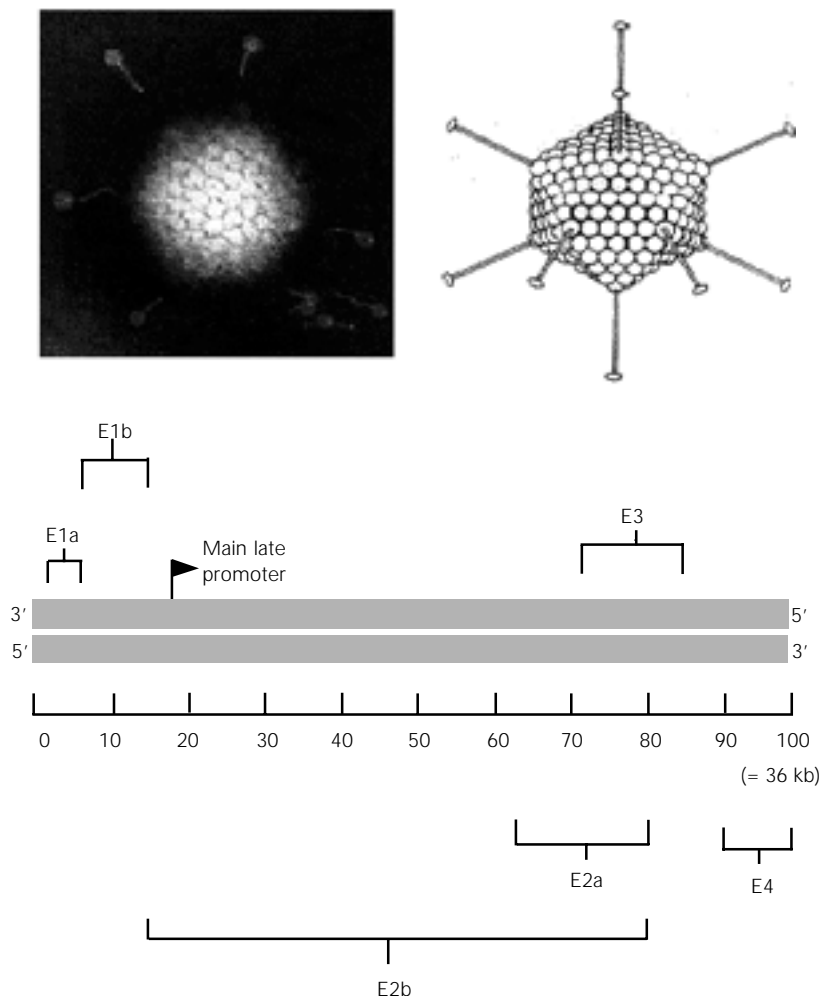 E1b
E1a
E3
Main late
promoter
3′
5′
5′
3′
0 10 20 30 40 50 60 70 80 90 100
(= 36 kb)
E2a
E4
E2b